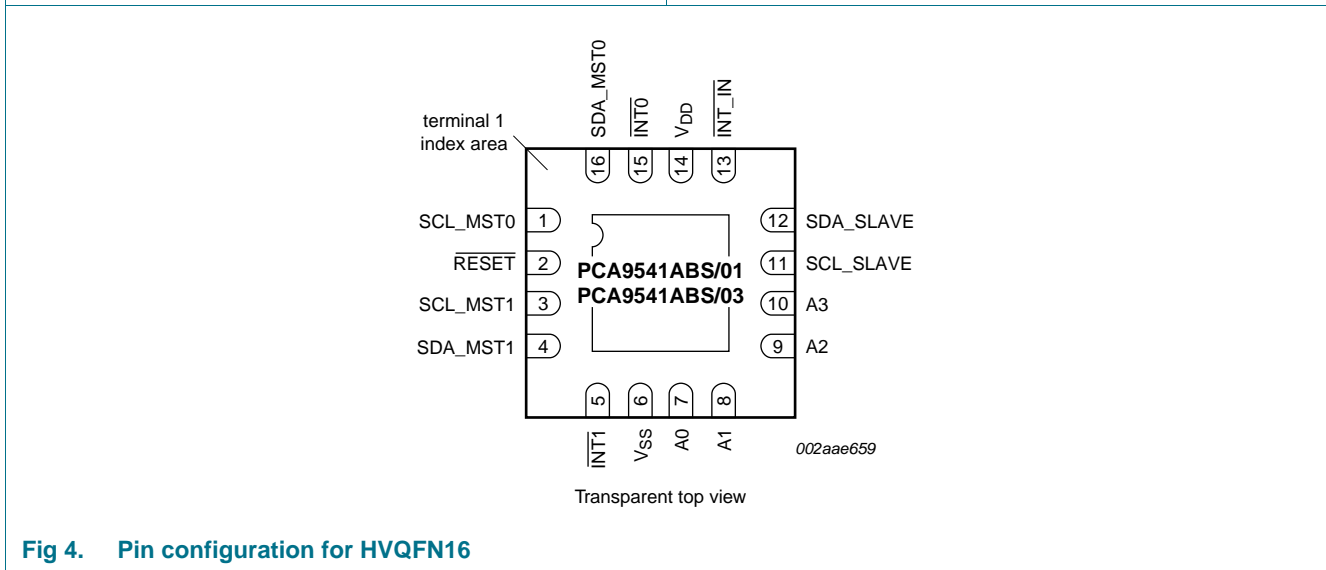 SDA_MST0
INT0
VDD
INT_IN
terminal 1
index area
16
15
14
13
SCL_MST0 1
12 SDA_SLAVE
RESET 2
PCA9541ABS/01
11 SCL_SLAVE
SCL_MST1 3
PCA9541ABS/03
10 A3
SDA_MST1 4
9 A2
5
6
7
8
INT1
VSS
A0
A1
002aae659
Transparent top view
Fig 4. Pin configuration for HVQFN16